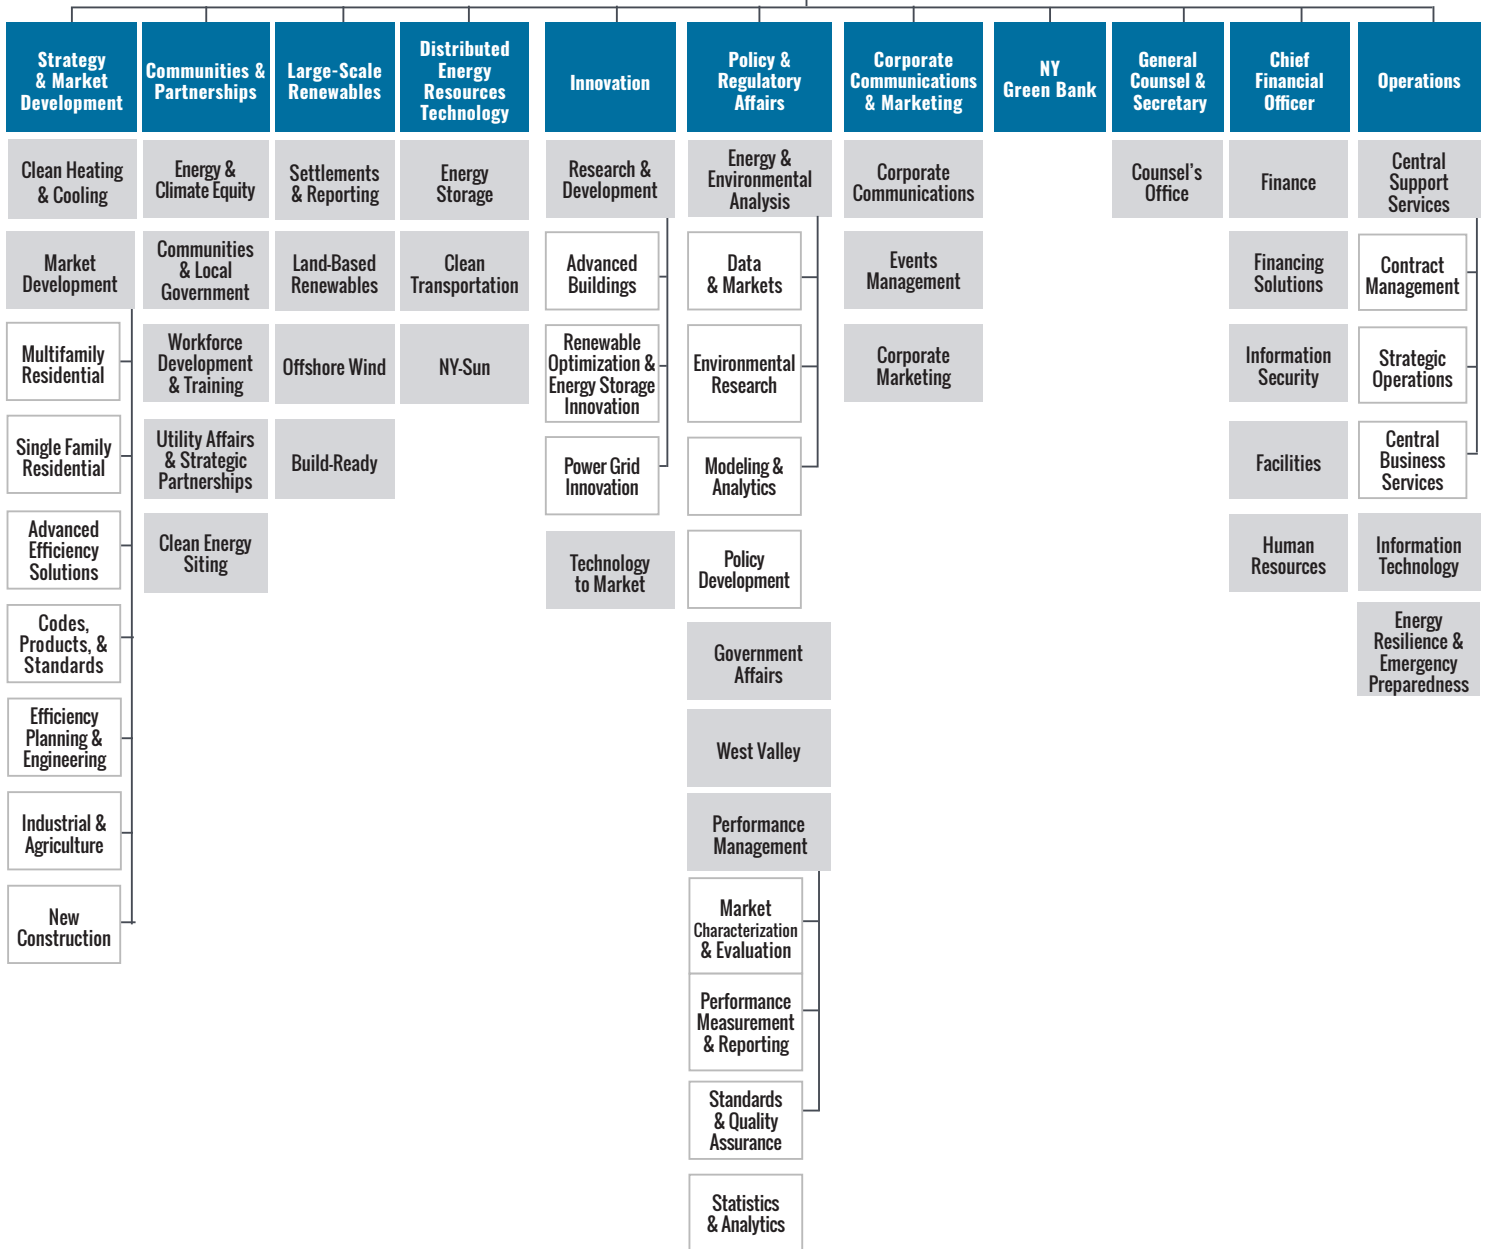 Strategy
& Market
Development
Communities &
Partnerships
Large-Scale
Renewables
Distributed
Energy
Resources
Technology
Innovation
Policy &
Regulatory
Affairs
Corporate
Communications
& Marketing
NY
Green Bank
General
Counsel &
Secretary
Chief
Financial
Officer
Operations
Clean Heating
& Cooling
Market
Development
Multifamily
Residential
Single Family
Residential
Advanced
Efficiency
Solutions
Codes,
Products, &
Standards
Efficiency
Planning &
Engineering
Industrial &
Agriculture
New
Construction
Energy &
Climate Equity
Communities
& Local
Government
Workforce
Development
& Training
Utility Affairs
& Strategic
Partnerships
Clean Energy
Siting
Settlements
& Reporting
Land-Based
Renewables
Offshore Wind
Build-Ready
Energy
Storage
Clean
Transportation
NY-Sun
Research &
Development
Advanced
Buildings
Renewable
Optimization &
Energy Storage
Innovation
Power Grid
Innovation
Technology
to Market
Energy &
Environmental
Analysis
Data
& Markets
Environmental
Research
Modeling &
Analytics
Policy
Development
Government
Affairs
West Valley
Performance
Management
Market
Characterization
& Evaluation
Performance
Measurement
& Reporting
Standards
& Quality
Assurance
Statistics
& Analytics
Corporate
Communications
Events
Management
Corporate
Marketing
Counsel's
Office
Finance
Financing
Solutions
Information
Security
Facilities
Human
Resources
Central
Support
Services
Contract
Management
Strategic
Operations
Central
Business
Services
Information
Technology
Energy
Resilience &
Emergency
Preparedness